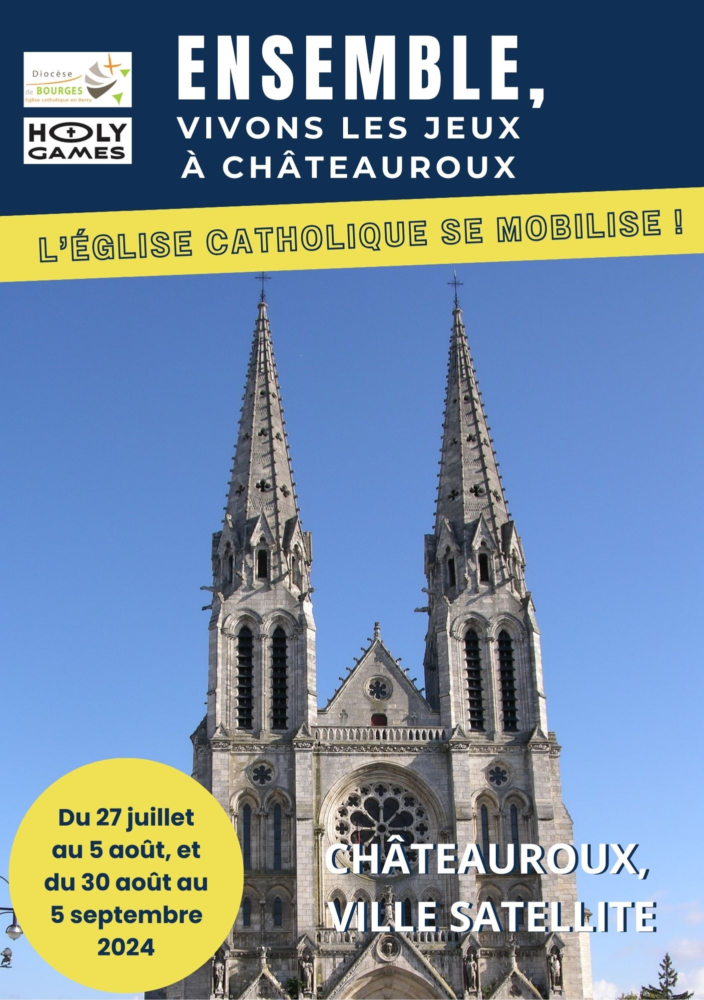 Diocèse
de BOURGES
Eglise catholique en Berry
HOLY
GAMES
ENSEMBLE,
VIVONS LES JEUX
À CHÂTEAUROUX
L'ÉGLISE CATHOLIQUE SE MOBILISE !
Du 27 juillet
au 5 août, et
du 30 août au
5 septembre
2024
CHÂTEAUROUX,
VILLE SATELLITE